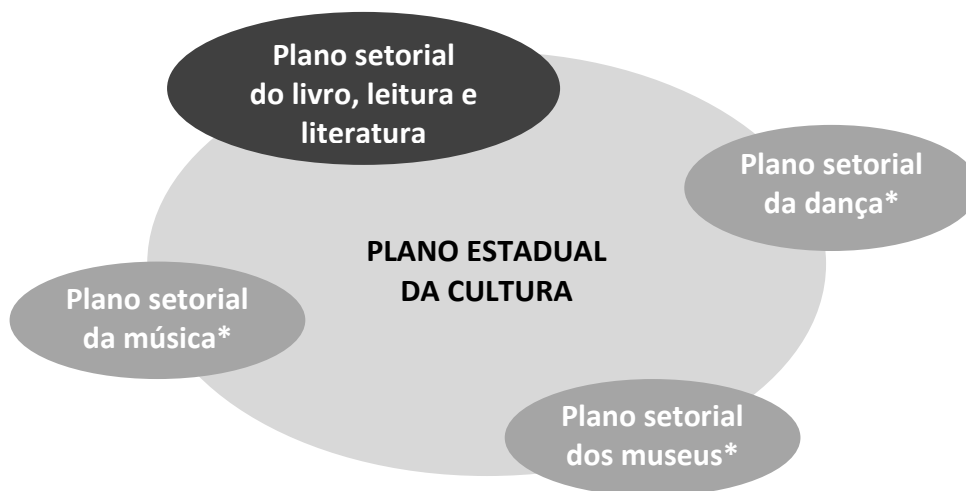 Plano setorial
do livro, leitura e
literatura
Plano setorial
da dança*
PLANO ESTADUAL
DA CULTURA
Plano setorial
da música*
Plano setorial
dos museus*